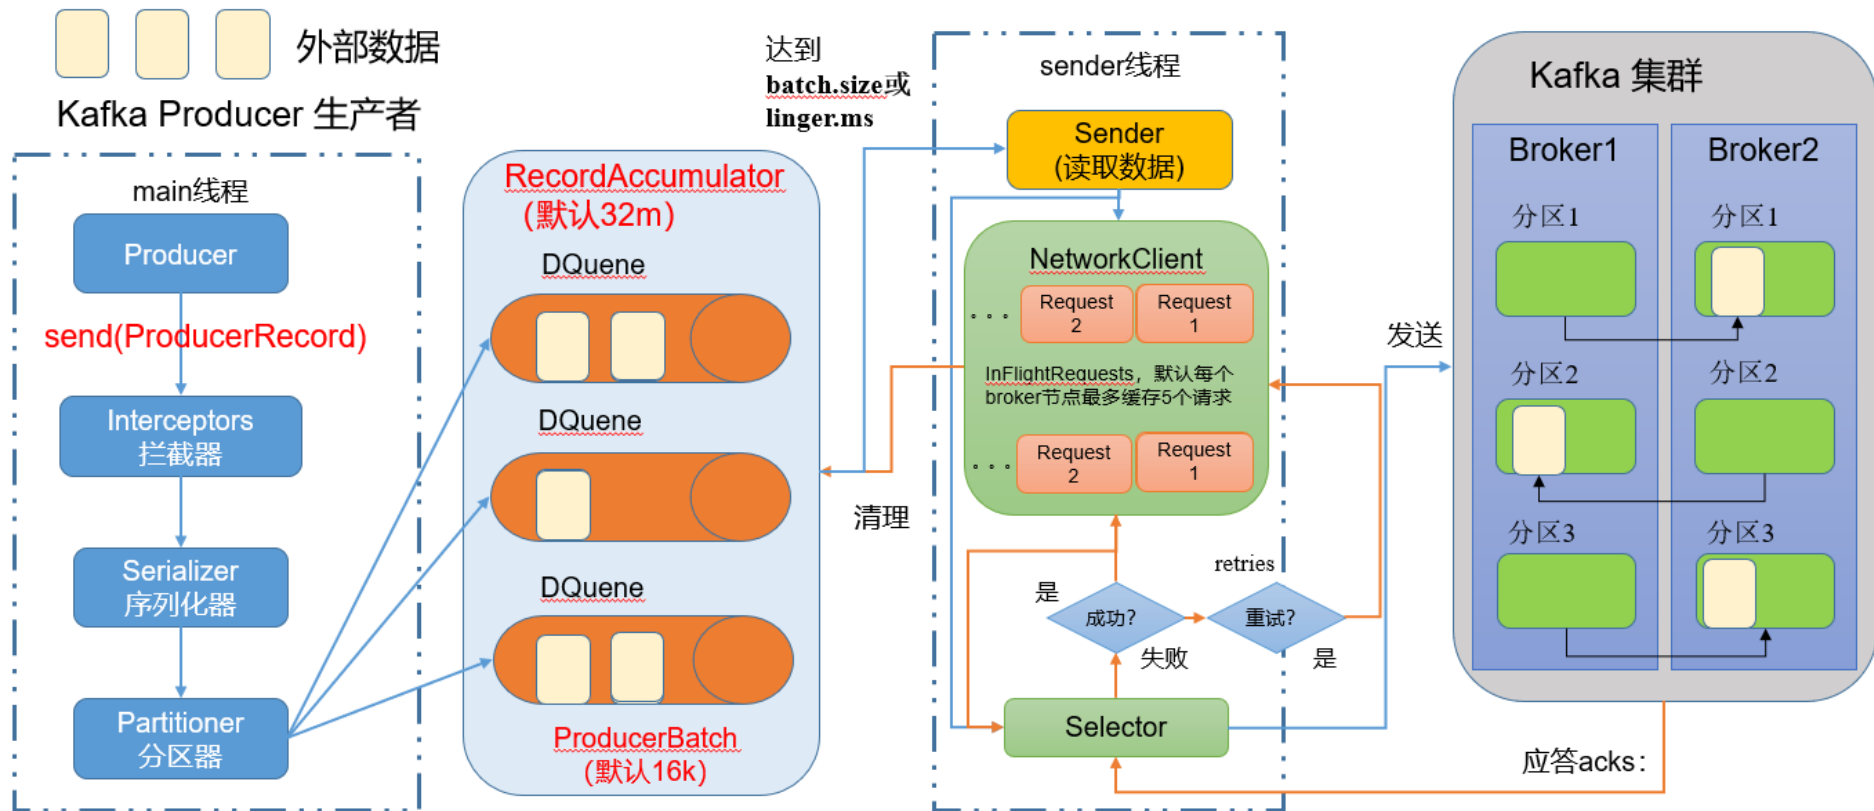 外部数据
Kafka Producer 生产者
main线程
Producer
send(ProducerRecord)
Interceptors
拦截器
Serializer
序列化器
Partitioner
分区器
RecordAccumulator
(默认32m)
DQuene
DQuene
DQuene
ProducerBatch
(默认16k)
达到
batch.size或
linger.ms
清理
sender线程
Sender
(读取数据)
NetworkClient
。。。
Request
2
Request
1
InFlightRequests，默认每个
broker节点最多缓存5个请求
。。。
Request
2
Request
1
retries
是
成功?
重试?
失败
是
Selector
发送
Kafka 集群
Broker1
Broker2
分区1
分区1
分区2
分区2
分区3
分区3
应答acks：